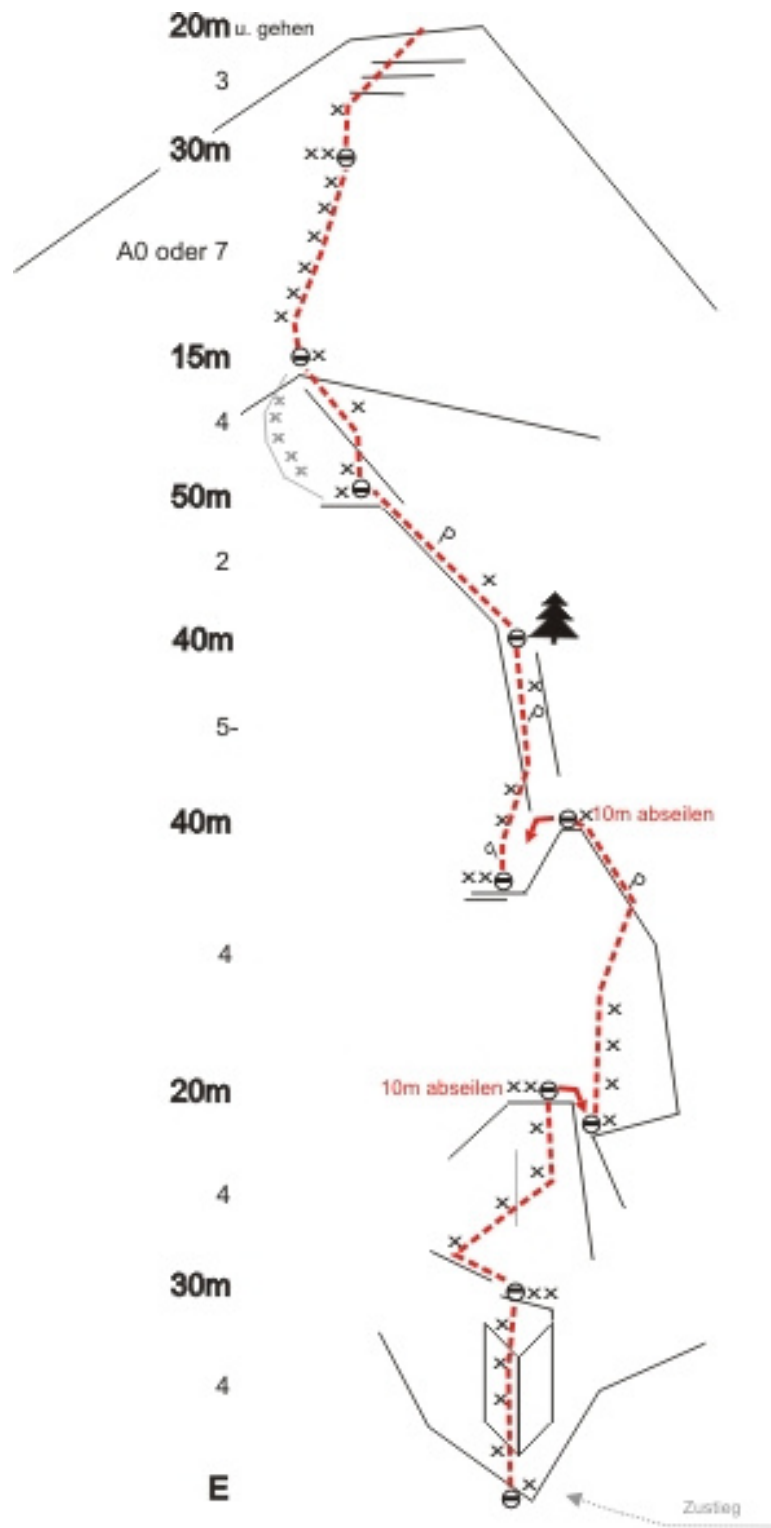 20m u. gehen
3
30m
A0 oder 7
15m
4
50m
2
40m
5-
40m
10m abseilen
4
20m
10m abseilen
4
30m
4
E
Zustieg